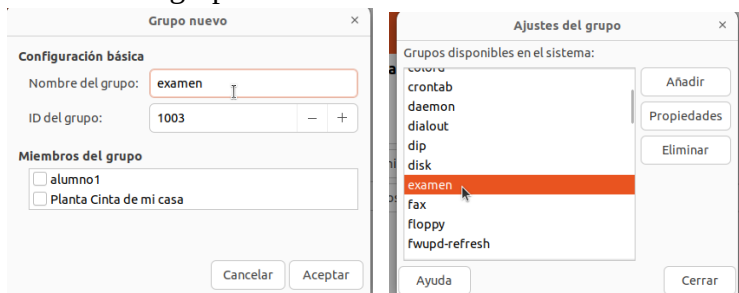 Grupo nuevo
Configuración básica
Nombre del grupo: examen
ID del grupo: 1003 − +
Miembros del grupo
alumno1
Planta Cinta de mi casa
Cancelar Aceptar
Ajustes del grupo
Grupos disponibles en el sistema:
colord
crontab
daemon
dialout
dip
disk
examen
fax
floppy
fwupd-refresh
Añadir
Propiedades
Eliminar
Ayuda Cerrar